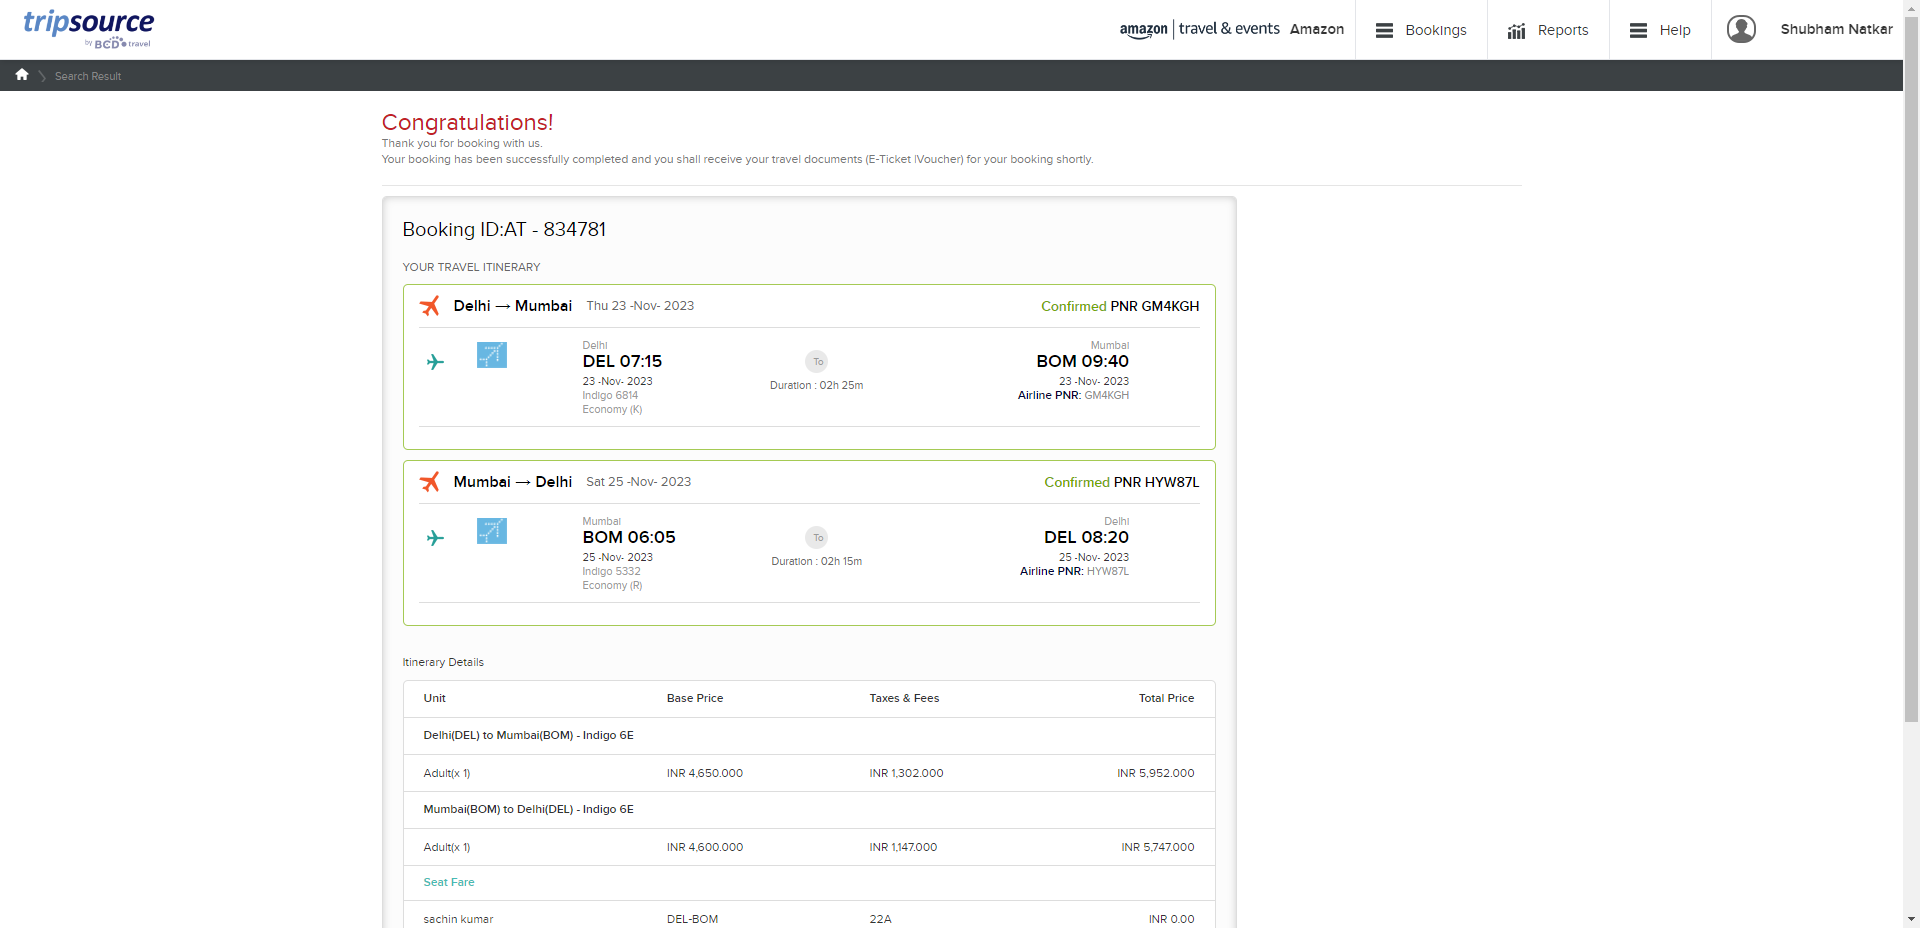 tripsource
by BCD travel
amazon | travel & events Amazon
Bookings
Reports
Help
Shubham Natkar
Search Result
Congratulations!
Thank you for booking with us.
Your booking has been successfully completed and you shall receive your travel documents (E-Ticket |Voucher) for your booking shortly.
Booking ID:AT - 834781
YOUR TRAVEL ITINERARY
Delhi → Mumbai Thu 23 -Nov- 2023 Confirmed PNR GM4KGH
Delhi To Mumbai
DEL 07:15 BOM 09:40
23 -Nov- 2023 Duration : 02h 25m 23 -Nov- 2023
Indigo 6814 Airline PNR: GM4KGH
Economy (K)
Mumbai → Delhi Sat 25 -Nov- 2023 Confirmed PNR HYW87L
Mumbai To Delhi
BOM 06:05 DEL 08:20
25 -Nov- 2023 Duration : 02h 15m 25 -Nov- 2023
Indigo 5332 Airline PNR: HYW87L
Economy (R)
Itinerary Details
Unit Base Price Taxes & Fees Total Price
Delhi(DEL) to Mumbai(BOM) - Indigo 6E
Adult(x 1) INR 4,650.000 INR 1,302.000 INR 5,952.000
Mumbai(BOM) to Delhi(DEL) - Indigo 6E
Adult(x 1) INR 4,600.000 INR 1,147.000 INR 5,747.000
Seat Fare
sachin kumar DEL-BOM 22A INR 0.00